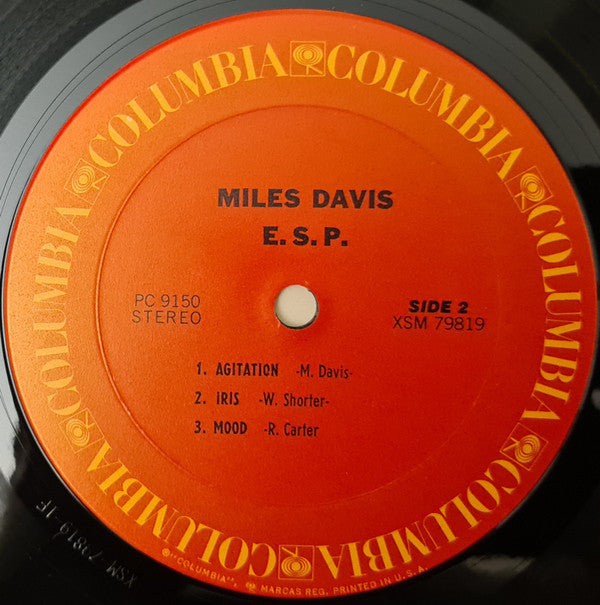 COLUMBIA COLUMBIA COLUMBIA COLUMBIA COLUMBIA COLUMBIA
MILES DAVIS
E. S. P.
PC 9150
STEREO
SIDE 2
XSM 79819
1. AGITATION -M. Davis-
2. IRIS -W. Shorter-
3. MOOD -R. Carter
®"COLUMBIA", ® MARCAS REG. PRINTED IN U.S.A.
XSM 79819-1F